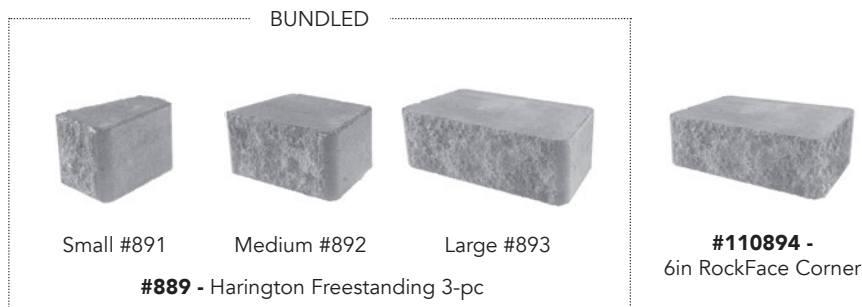 BUNDLED
Small #891
Medium #892
Large #893
#889 - Harington Freestanding 3-pc
#110894 -
6in RockFace Corner